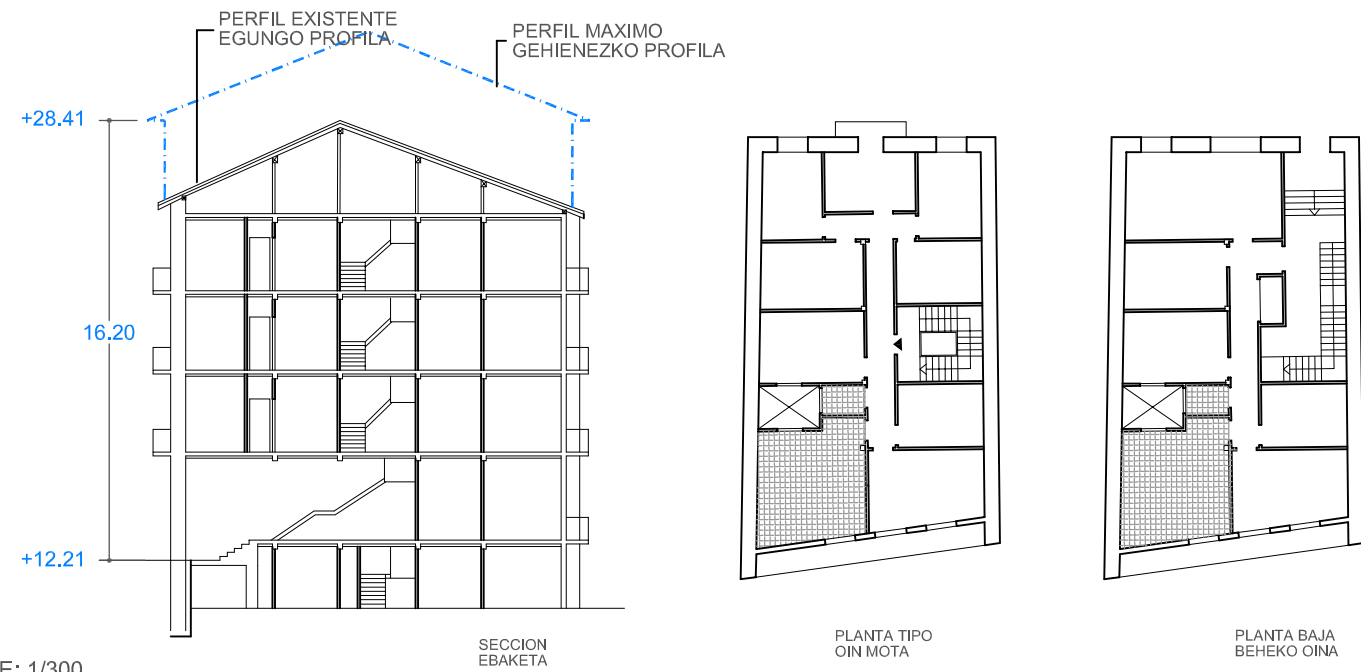 PERFIL EXISTENTE
EGUNGO PROFILA
PERFIL MAXIMO
GEHIENEZKO PROFILA
+28.41
16.20
+12.21
SECCION
EBAKETA
PLANTA TIPO
OIN MOTA
PLANTA BAJA
BEHEKO OINA
E: 1/300